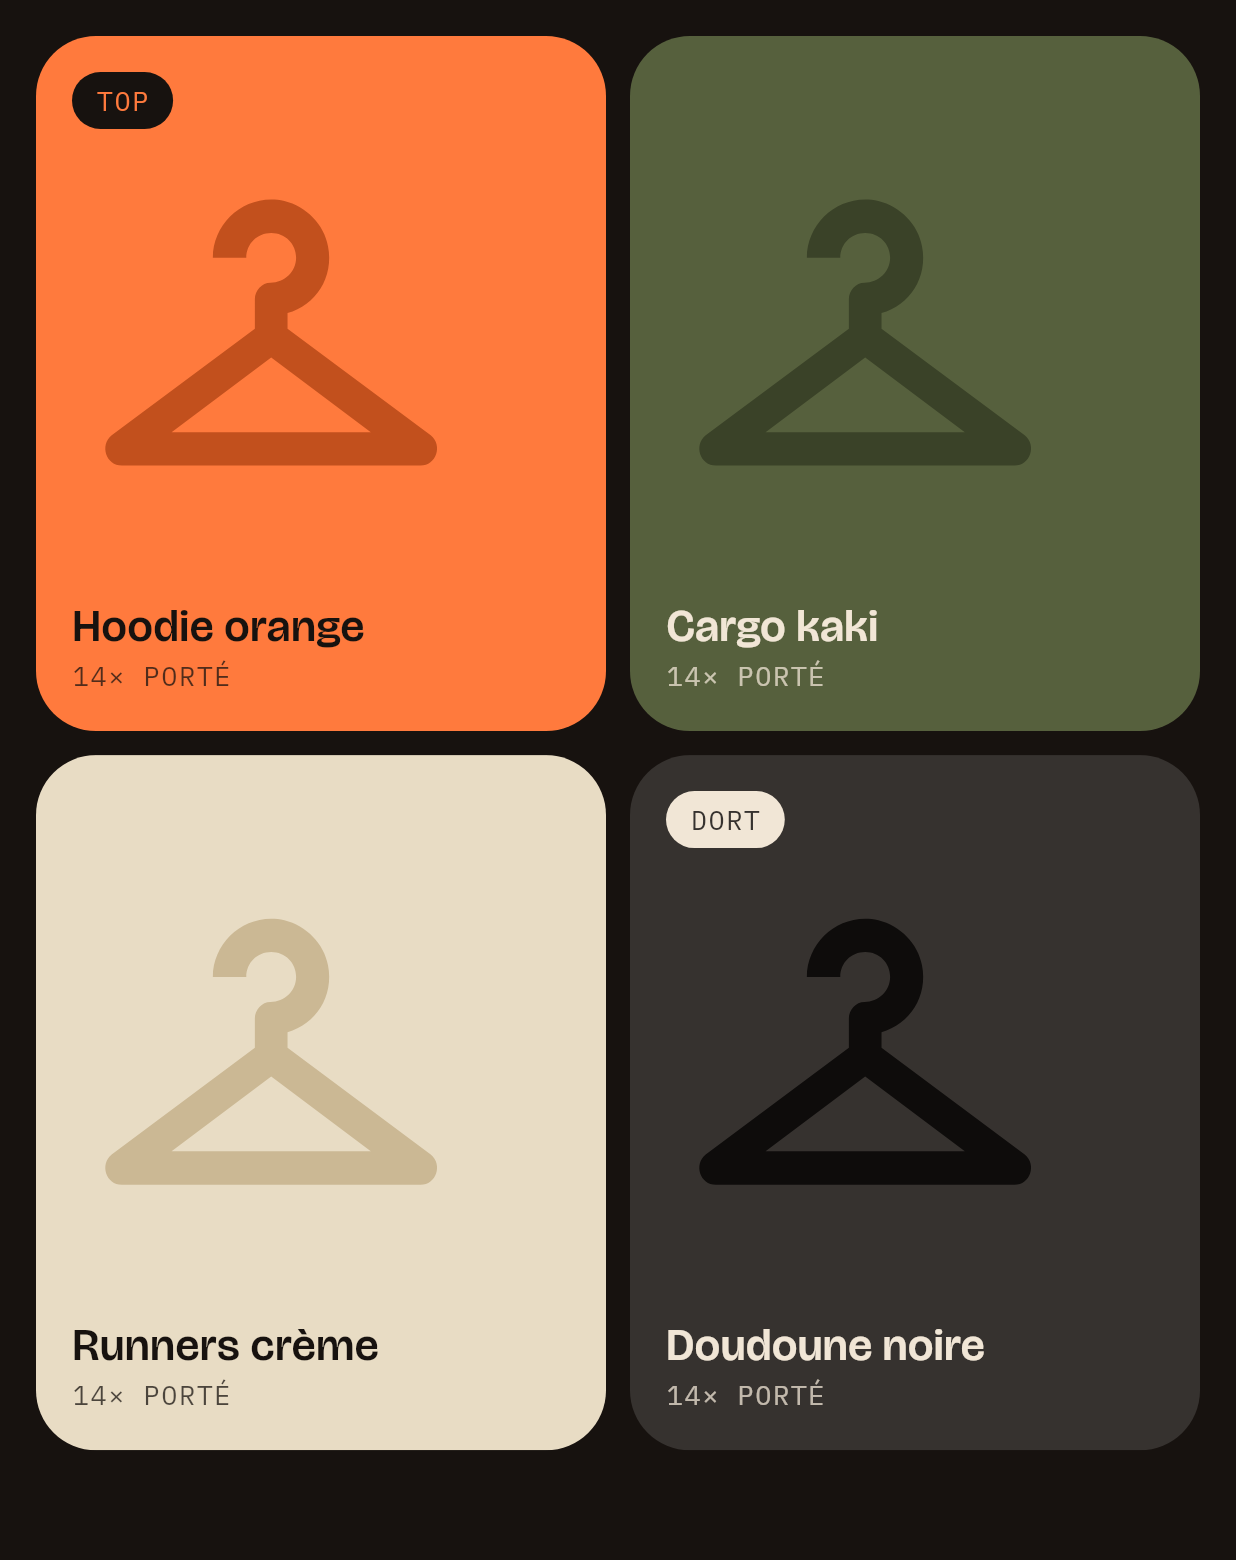 TOP
Hoodie orange
14× PORTÉ
Cargo kaki
14× PORTÉ
Runners crème
14× PORTÉ
DORT
Doudoune noire
14× PORTÉ